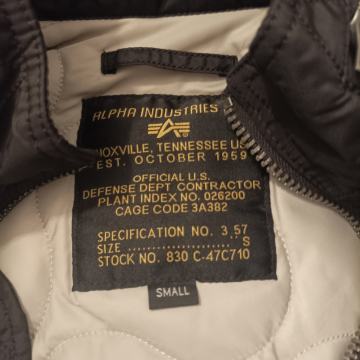 ALPHA INDUSTRIES
NOXVILLE, TENNESSEE US
EST. OCTOBER 1959
OFFICIAL U.S.
DEFENSE DEPT CONTRACTOR
PLANT INDEX NO. 026200
CAGE CODE 3A382
SPECIFICATION NO. 3,57
SIZE ........................ S
STOCK NO. 830 C-47C710
SMALL